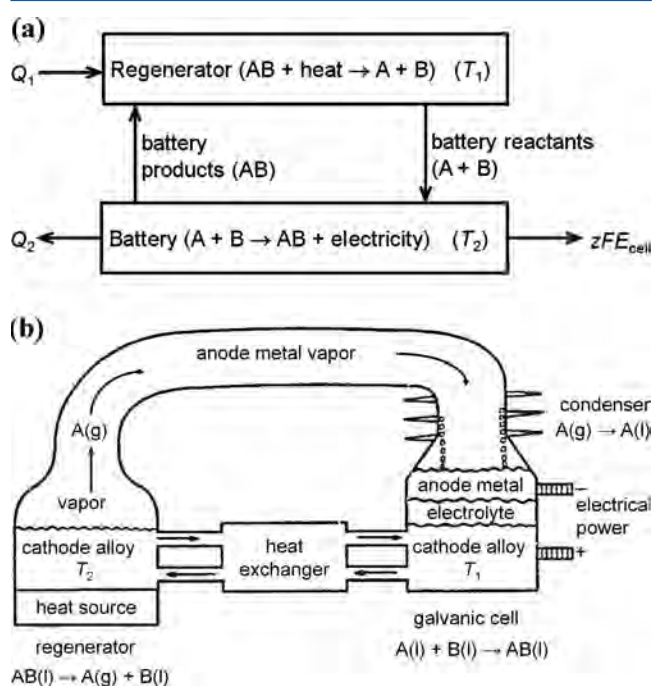 (a)
Q₁
Regenerator (AB + heat → A + B) (T₁)
battery
products (AB)
battery reactants
(A + B)
Q₂
Battery (A + B → AB + electricity) (T₂)
zFE_cell
(b)
anode metal vapor
A(g)
condenser
A(g) → A(l)
vapor
anode metal
−
electrolyte
electrical
power
cathode alloy
T₂
heat
exchanger
cathode alloy
T₁
+
heat source
regenerator
AB(l) → A(g) + B(l)
galvanic cell
A(l) + B(l) → AB(l)